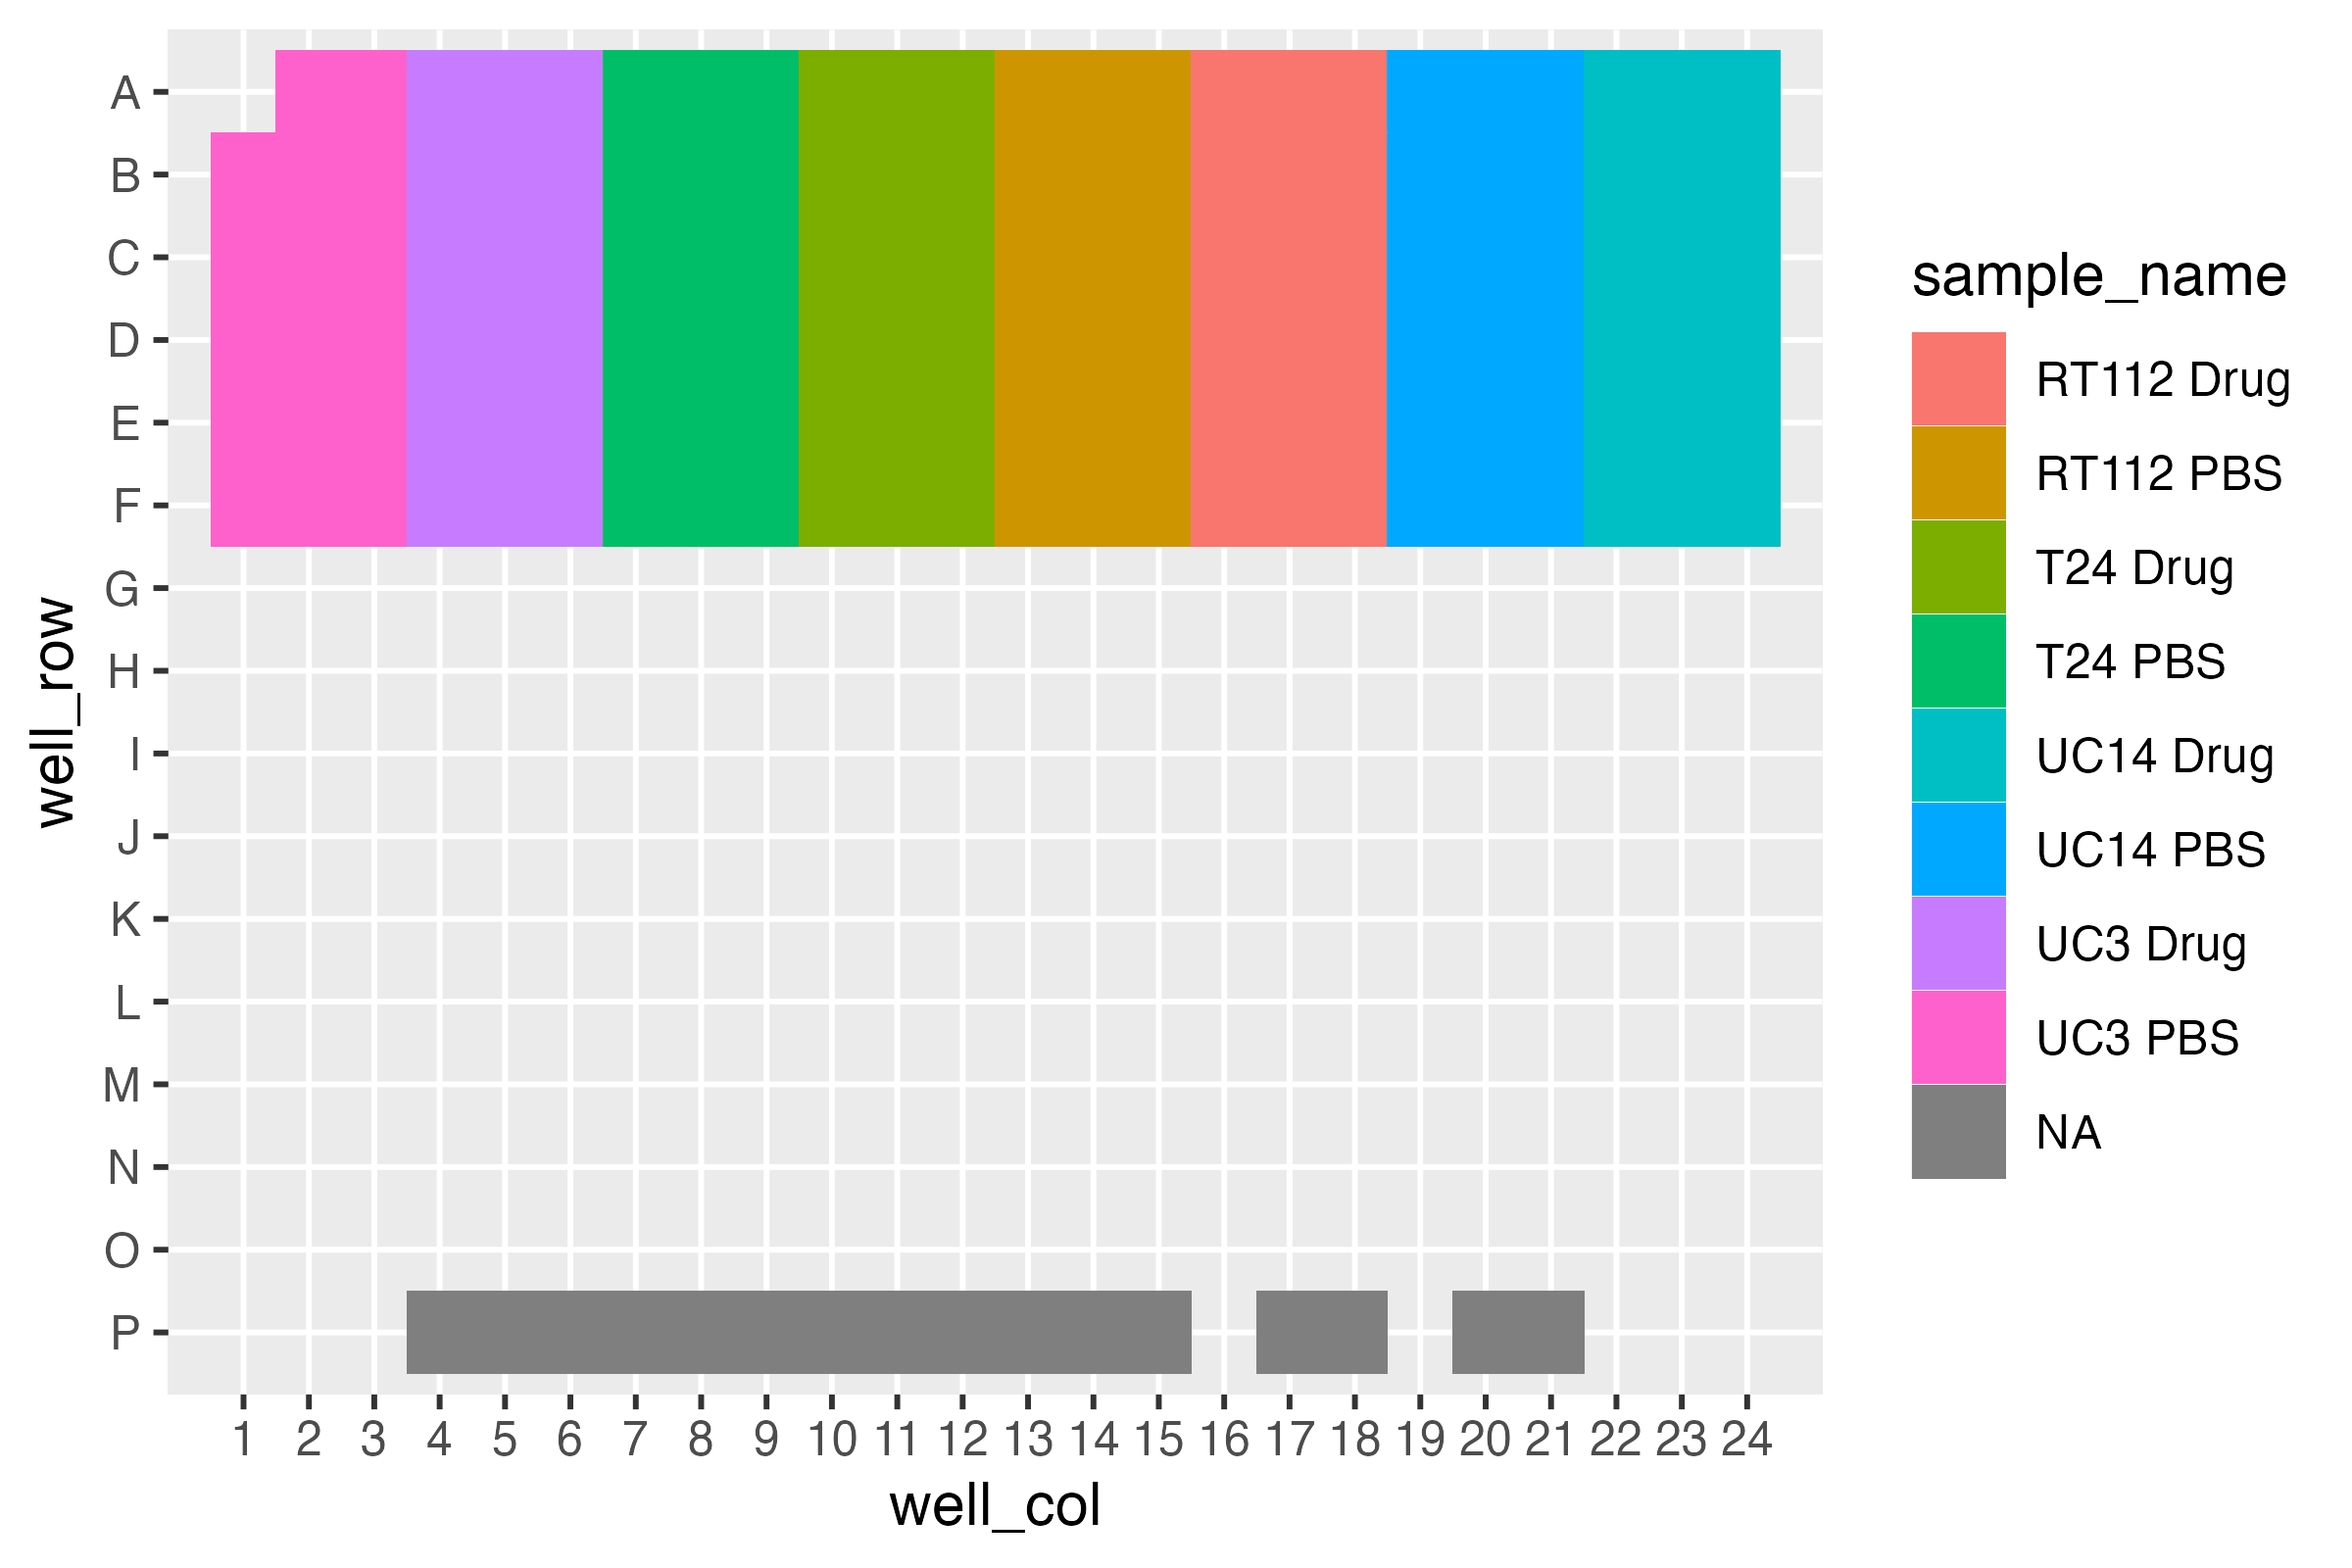 A
B
C
D
E
F
G
H
I
J
K
L
M
N
O
P
well_row
1 2 3 4 5 6 7 8 9 10 11 12 13 14 15 16 17 18 19 20 21 22 23 24
well_col
sample_name
RT112 Drug
RT112 PBS
T24 Drug
T24 PBS
UC14 Drug
UC14 PBS
UC3 Drug
UC3 PBS
NA